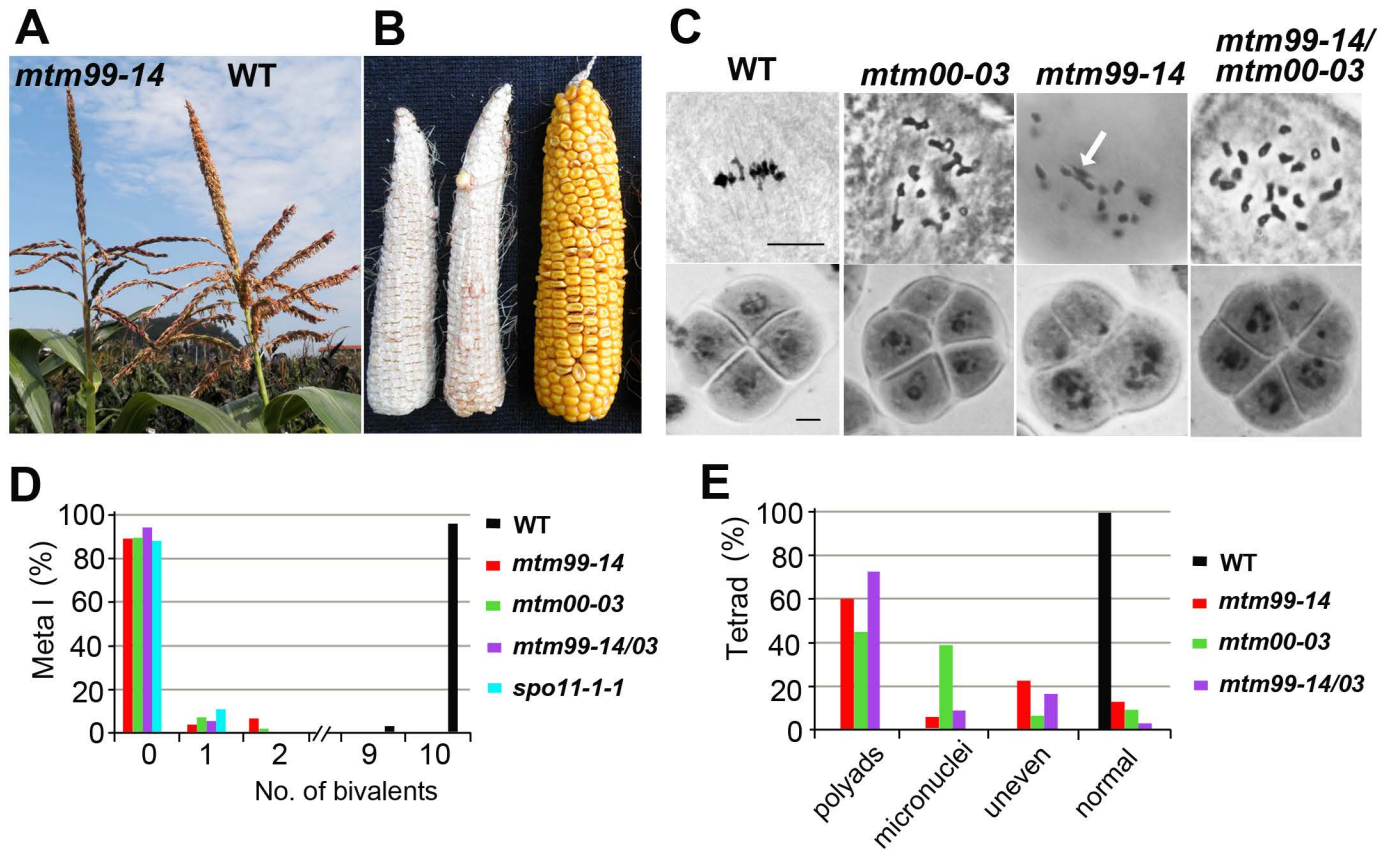 A
mtm99-14 WT
B
C
WT
mtm00-03
mtm99-14
mtm99-14/
mtm00-03
D
Meta I (%)
100
80
60
40
20
0
0 1 2 9 10
No. of bivalents
WT
mtm99-14
mtm00-03
mtm99-14/03
spo11-1-1
E
Tetrad (%)
100
80
60
40
20
0
polyads
micronuclei
uneven
normal
WT
mtm99-14
mtm00-03
mtm99-14/03